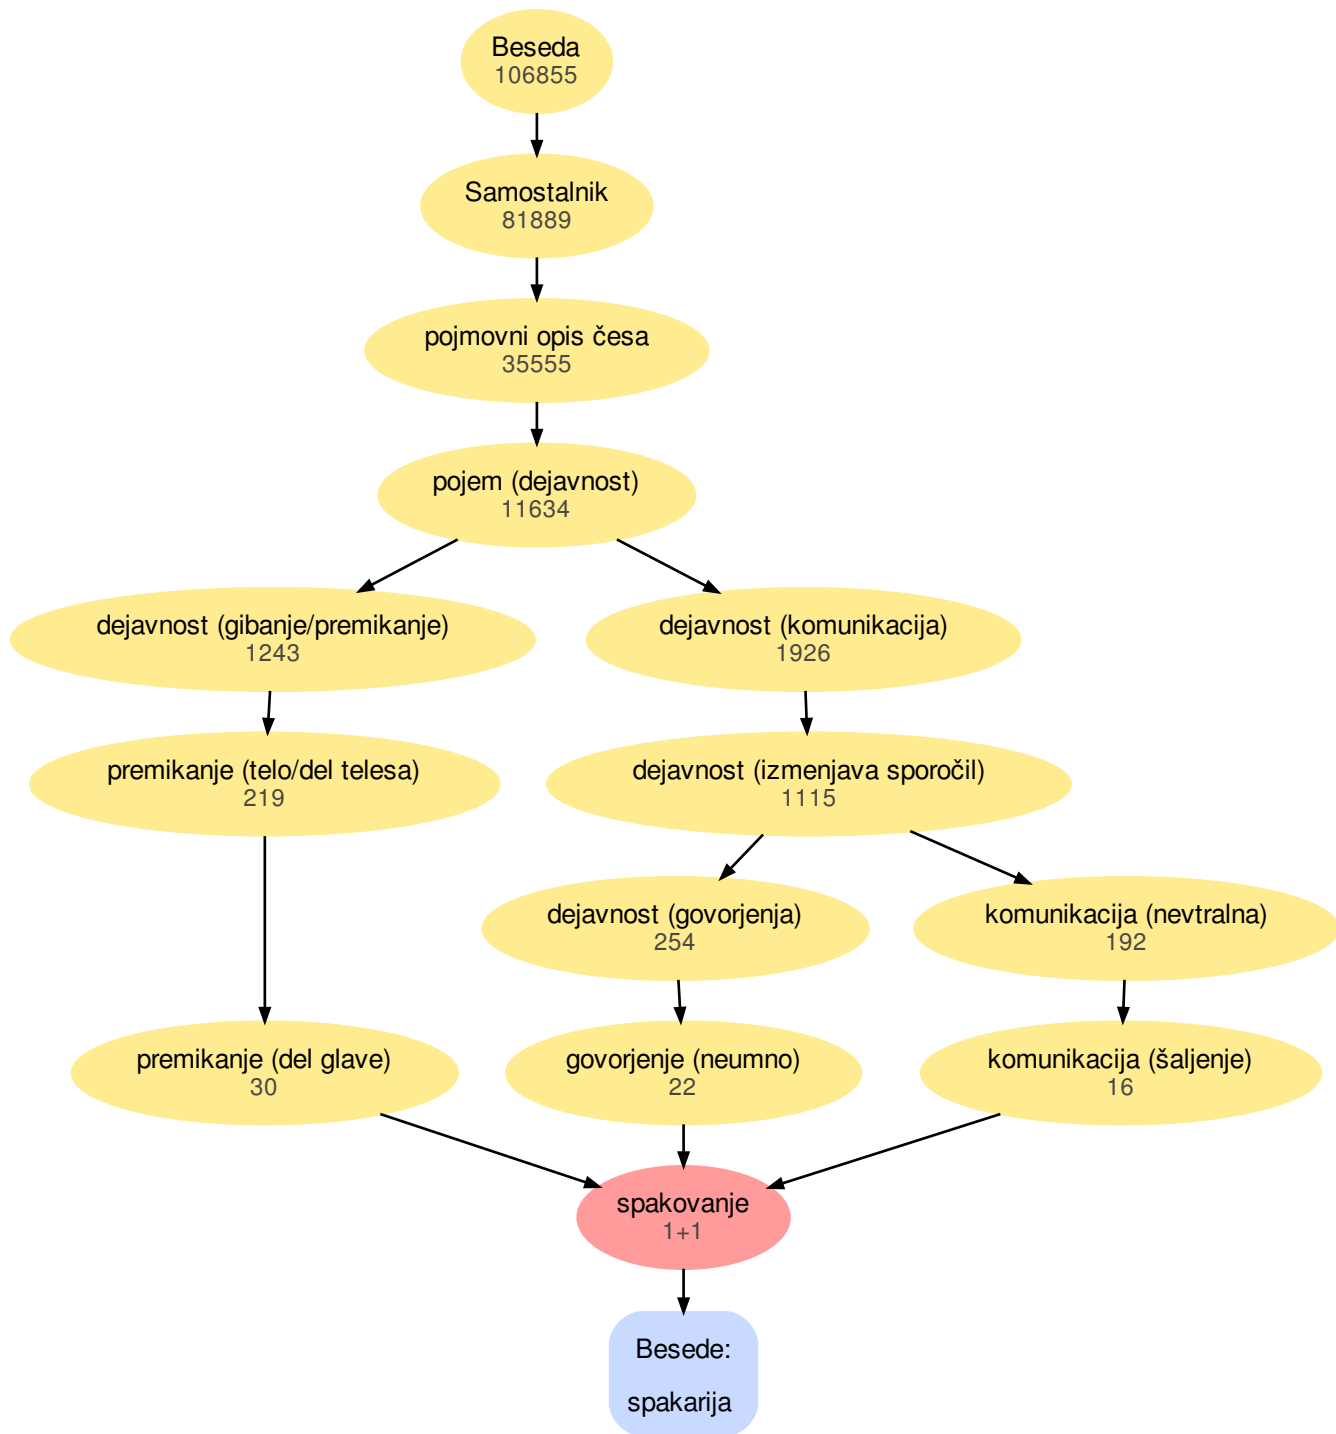 Beseda
106855
Samostalnik
81889
pojmovni opis česa
35555
pojem (dejavnost)
11634
dejavnost (gibanje/premikanje)
1243
dejavnost (komunikacija)
1926
premikanje (telo/del telesa)
219
dejavnost (izmenjava sporočil)
1115
dejavnost (govorjenja)
254
komunikacija (nevtralna)
192
premikanje (del glave)
30
govorjenje (neumno)
22
komunikacija (šaljenje)
16
spakovanje
1+1
Besede:
spakarija